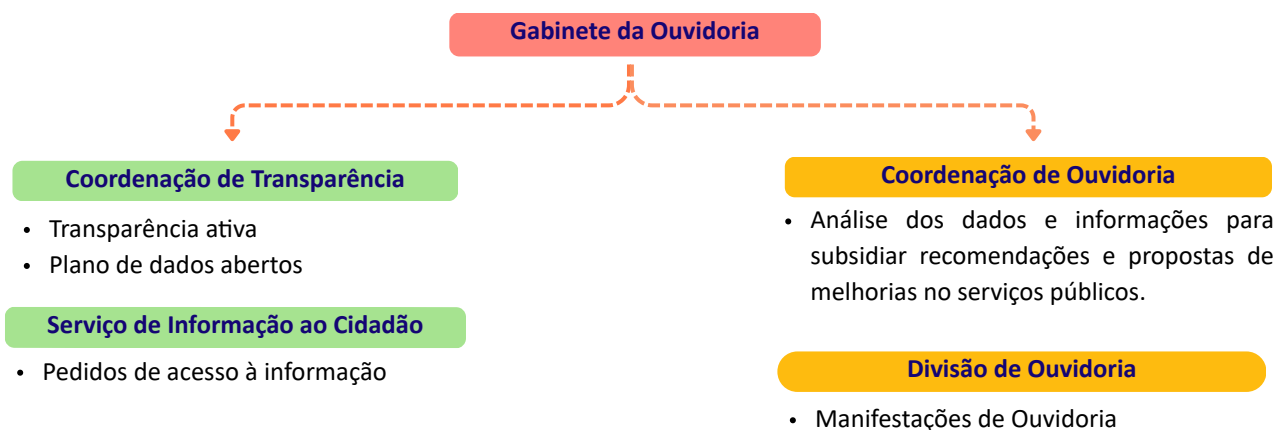 Gabinete da Ouvidoria
Coordenação de Transparência
• Transparência ativa
• Plano de dados abertos
Serviço de Informação ao Cidadão
• Pedidos de acesso à informação
Coordenação de Ouvidoria
• Análise dos dados e informações para
subsidiar recomendações e propostas de
melhorias no serviços públicos.
Divisão de Ouvidoria
• Manifestações de Ouvidoria